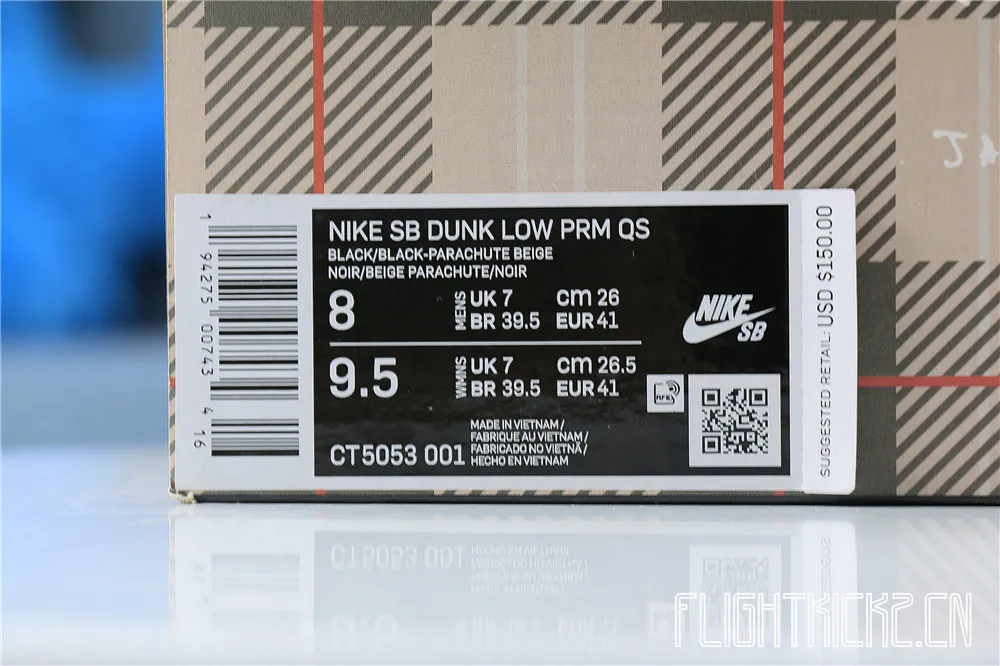 NIKE SB DUNK LOW PRM QS
BLACK/BLACK-PARACHUTE BEIGE
NOIR/BEIGE PARACHUTE/NOIR
8
MENS
UK 7 CM 26
BR 39.5 EUR 41
9.5
WMNS
UK 7 CM 26.5
BR 39.5 EUR 41
CT5053 001
MADE IN VIETNAM /
FABRIQUE AU VIETNAM /
FABRICADO NO VIETNÃ /
HECHO EN VIETNAM
NIKE
SB
RFID
1 94275 00743 4 16
SUGGESTED RETAIL: USD $150.00
FLIGHTKICKZ.CN